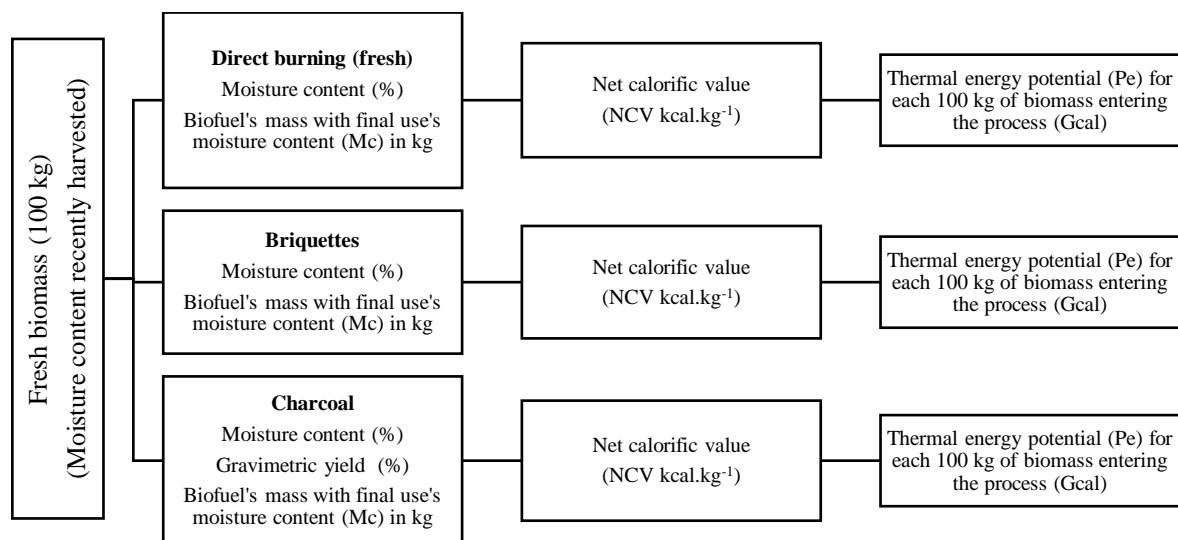 Fresh biomass (100 kg)
(Moisture content recently harvested)
Direct burning (fresh)
Moisture content (%)
Biofuel's mass with final use's
moisture content (Mc) in kg
Net calorific value
(NCV kcal.kg⁻¹)
Thermal energy potential (Pe) for
each 100 kg of biomass entering
the process (Gcal)
Briquettes
Moisture content (%)
Biofuel's mass with final use's
moisture content (Mc) in kg
Net calorific value
(NCV kcal.kg⁻¹)
Thermal energy potential (Pe) for
each 100 kg of biomass entering
the process (Gcal)
Charcoal
Moisture content (%)
Gravimetric yield (%)
Biofuel's mass with final use's
moisture content (Mc) in kg
Net calorific value
(NCV kcal.kg⁻¹)
Thermal energy potential (Pe) for
each 100 kg of biomass entering
the process (Gcal)